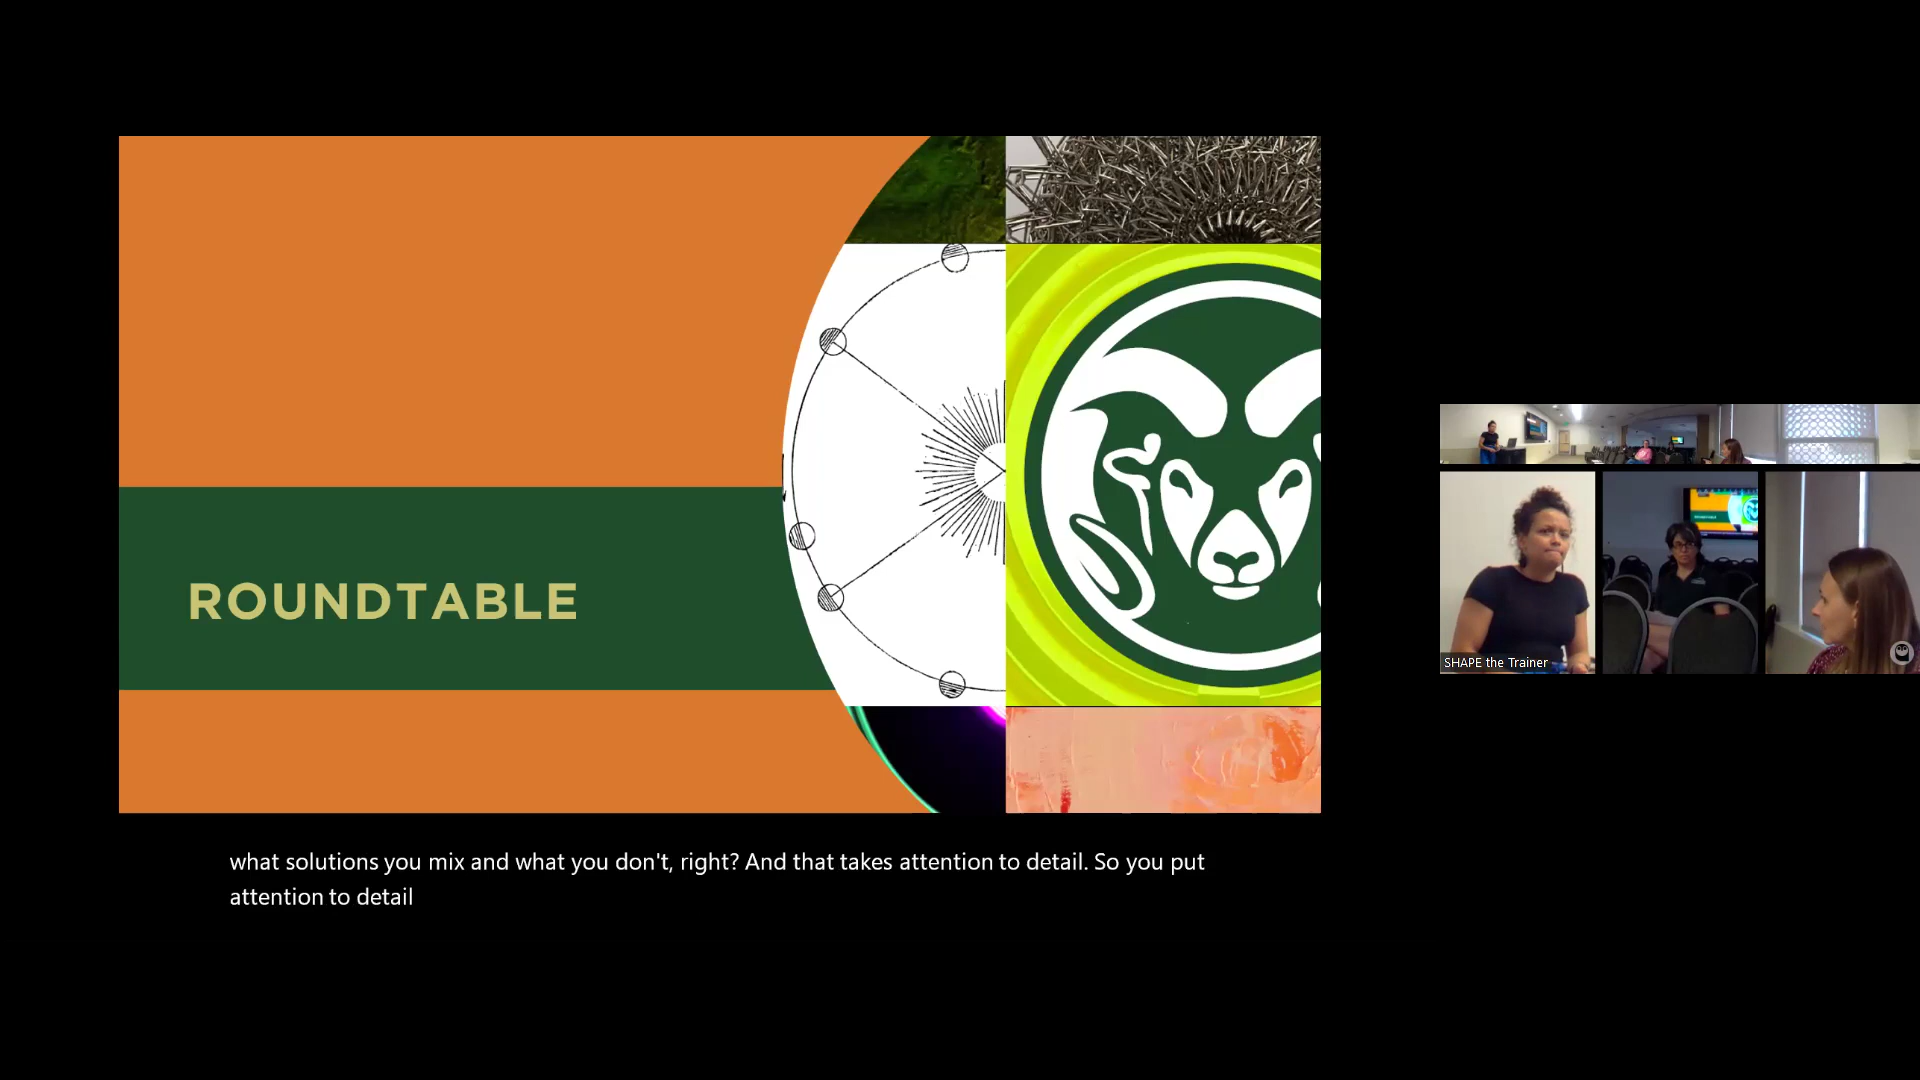 ROUNDTABLE
SHAPE the Trainer
what solutions you mix and what you don't, right? And that takes attention to detail. So you put
attention to detail